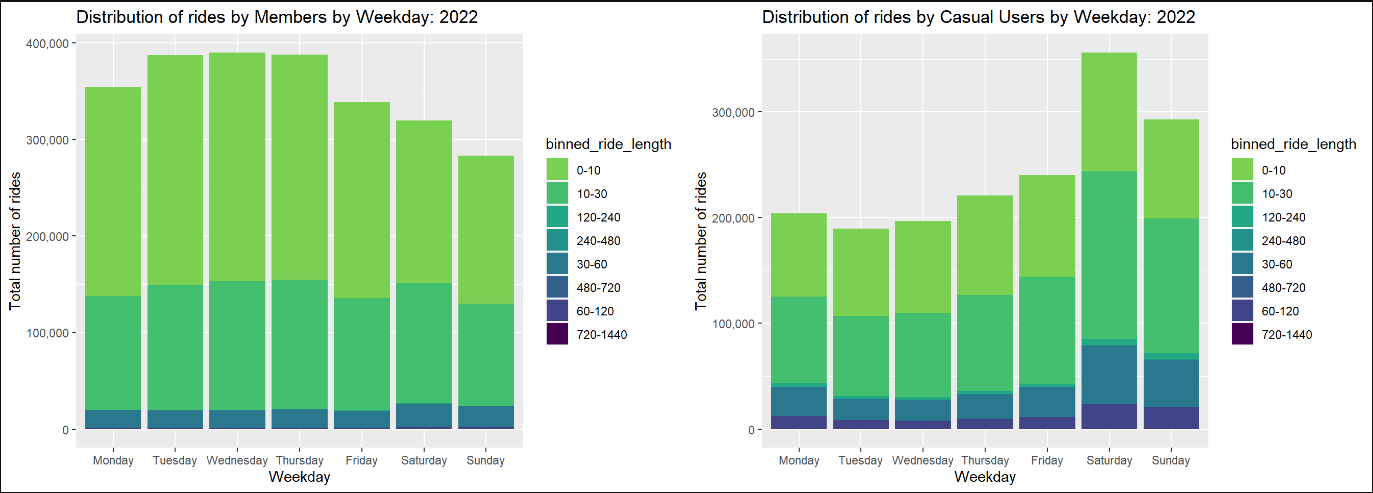 Distribution of rides by Members by Weekday: 2022
400,000
300,000
200,000
100,000
0
Total number of rides
Monday Tuesday Wednesday Thursday Friday Saturday Sunday
Weekday
binned_ride_length
0-10
10-30
120-240
240-480
30-60
480-720
60-120
720-1440
Distribution of rides by Casual Users by Weekday: 2022
300,000
200,000
100,000
0
Total number of rides
Monday Tuesday Wednesday Thursday Friday Saturday Sunday
Weekday
binned_ride_length
0-10
10-30
120-240
240-480
30-60
480-720
60-120
720-1440